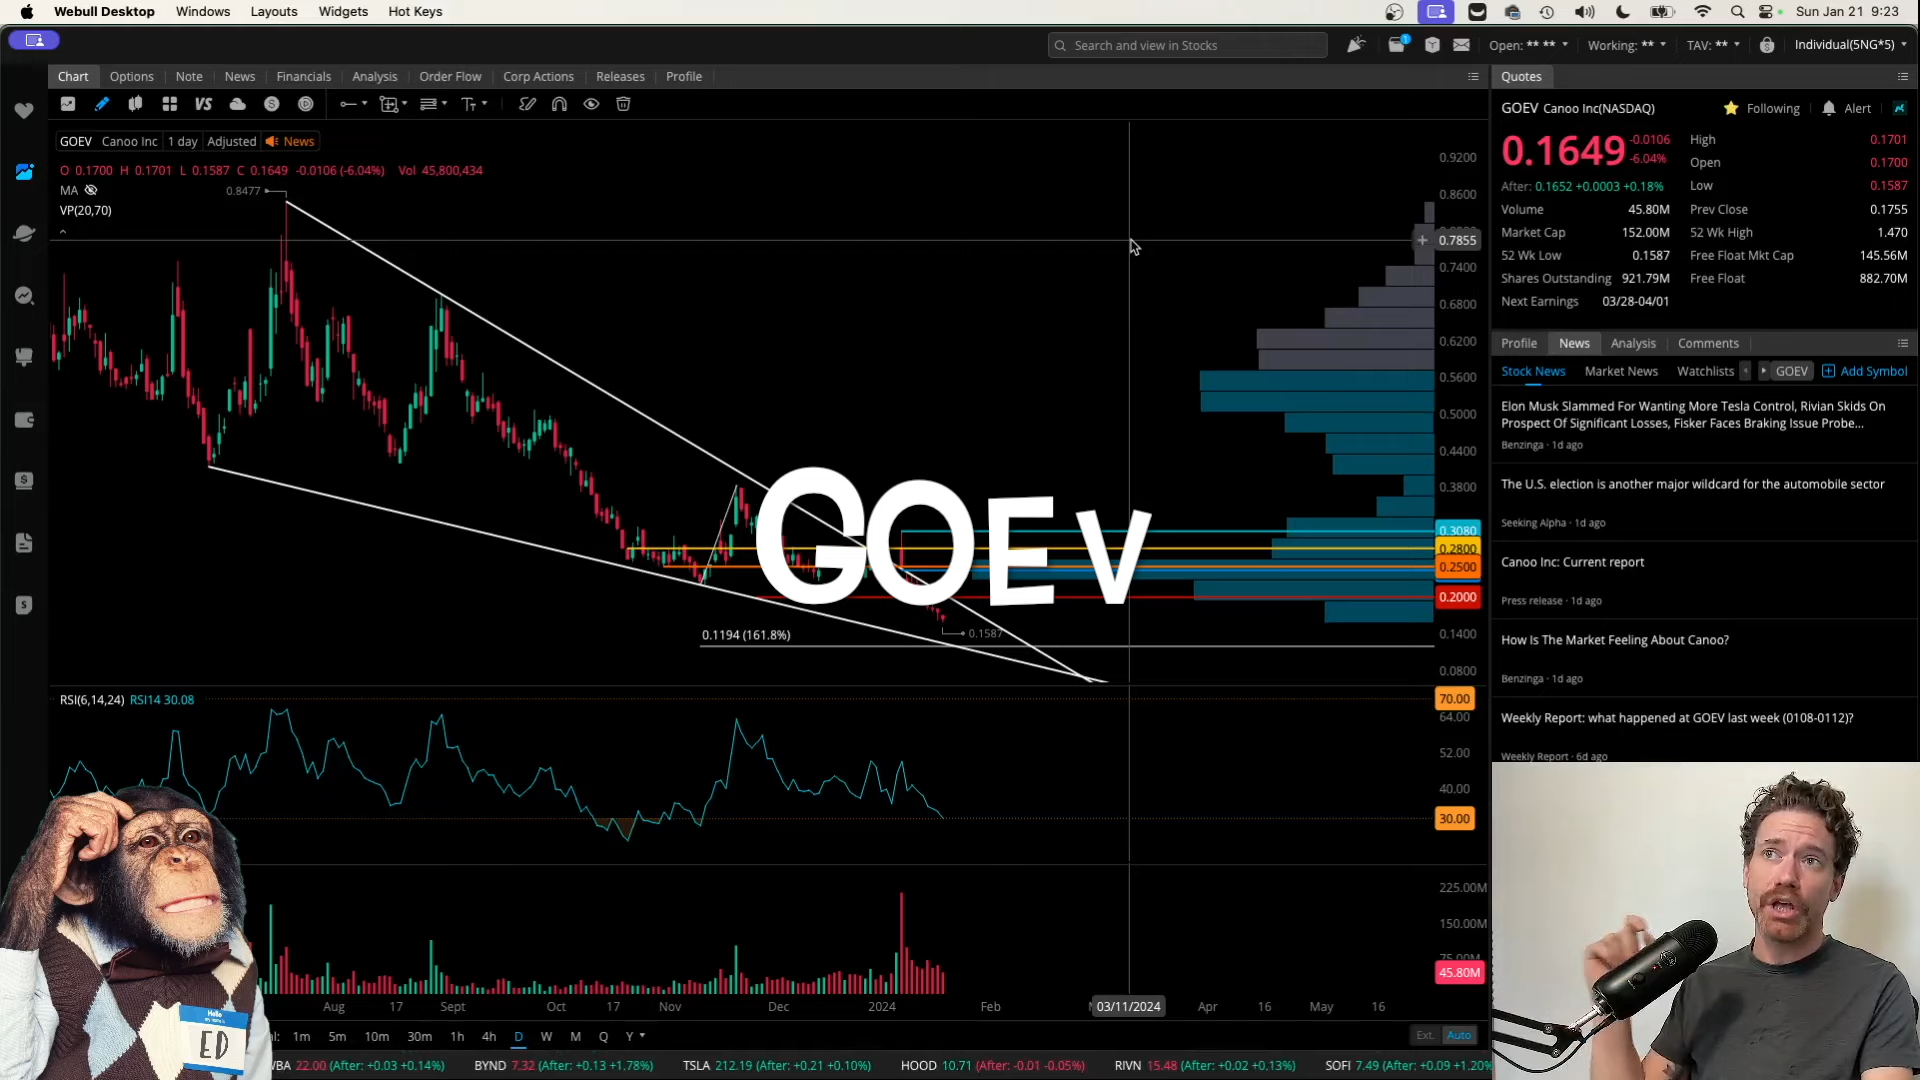 Webull Desktop Windows Layouts Widgets Hot Keys Sun Jan 21 9:23
Search and view in Stocks 1 Open: ** ** Working: ** TAV: ** Individual(5NG*5)
Chart Options Note News Financials Analysis Order Flow Corp Actions Releases Profile
VS
GOEV Canoo Inc 1 day Adjusted News
O 0.1700 H 0.1701 L 0.1587 C 0.1649 -0.0106 (-6.04%) Vol 45,800,434
MA
VP(20,70)
0.8477
0.9200
0.8600
0.7855
0.7400
0.6800
0.6200
0.5600
0.5000
0.4400
0.3800
0.3080
0.2800
0.2500
0.2000
0.1400
0.0800
GOEV
0.1194 (161.8%)
0.1587
RSI(6,14,24) RSI14 30.08
70.00
64.00
52.00
40.00
30.00
225.00M
150.00M
75.00M
45.80M
Aug 17 Sept Oct 17 Nov Dec 2024 Feb 03/11/2024 Apr 16 May 16
1m 5m 10m 30m 1h 4h D W M Q Y Ext. Auto
BA 22.00 (After: +0.03 +0.14%) BYND 7.32 (After: +0.13 +1.78%) TSLA 212.19 (After: +0.21 +0.10%) HOOD 10.71 (After: -0.01 -0.05%) RIVN 15.48 (After: +0.02 +0.13%) SOFI 7.49 (After: +0.09 +1.20%
Hello
ED
Quotes
GOEV Canoo Inc(NASDAQ) Following Alert
0.1649 -0.0106
-6.04%
After: 0.1652 +0.0003 +0.18%
High 0.1701
Open 0.1700
Low 0.1587
Volume 45.80M Prev Close 0.1755
Market Cap 152.00M 52 Wk High 1.470
52 Wk Low 0.1587 Free Float Mkt Cap 145.56M
Shares Outstanding 921.79M Free Float 882.70M
Next Earnings 03/28-04/01
Profile News Analysis Comments
Stock News Market News Watchlists GOEV Add Symbol
Elon Musk Slammed For Wanting More Tesla Control, Rivian Skids On
Prospect Of Significant Losses, Fisker Faces Braking Issue Probe...
Benzinga · 1d ago
The U.S. election is another major wildcard for the automobile sector
Seeking Alpha · 1d ago
Canoo Inc: Current report
Press release · 1d ago
How Is The Market Feeling About Canoo?
Benzinga · 1d ago
Weekly Report: what happened at GOEV last week (0108-0112)?
Weekly Report · 6d ago